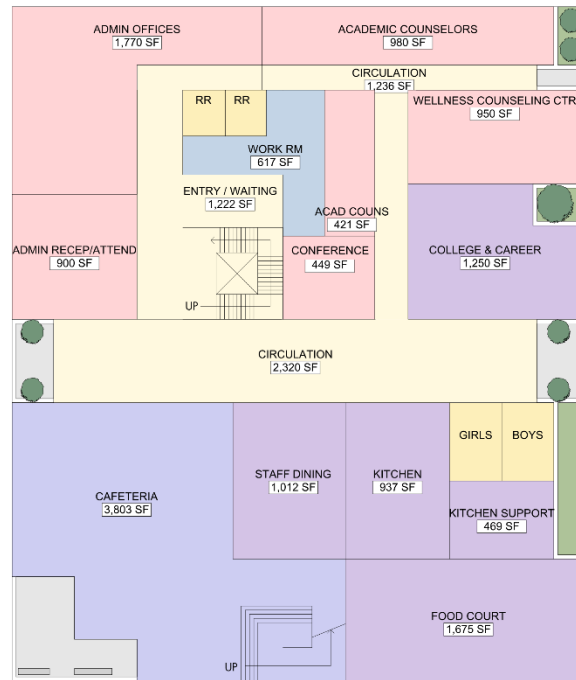 ADMIN OFFICES
1,770 SF
ACADEMIC COUNSELORS
980 SF
CIRCULATION
1,236 SF
RR
RR
WELLNESS COUNSELING CTR
950 SF
WORK RM
617 SF
ENTRY / WAITING
1,222 SF
ACAD COUNS
421 SF
ADMIN RECEP/ATTEND
900 SF
CONFERENCE
449 SF
COLLEGE & CAREER
1,250 SF
UP
CIRCULATION
2,320 SF
GIRLS
BOYS
CAFETERIA
3,803 SF
STAFF DINING
1,012 SF
KITCHEN
937 SF
KITCHEN SUPPORT
469 SF
FOOD COURT
1,675 SF
UP